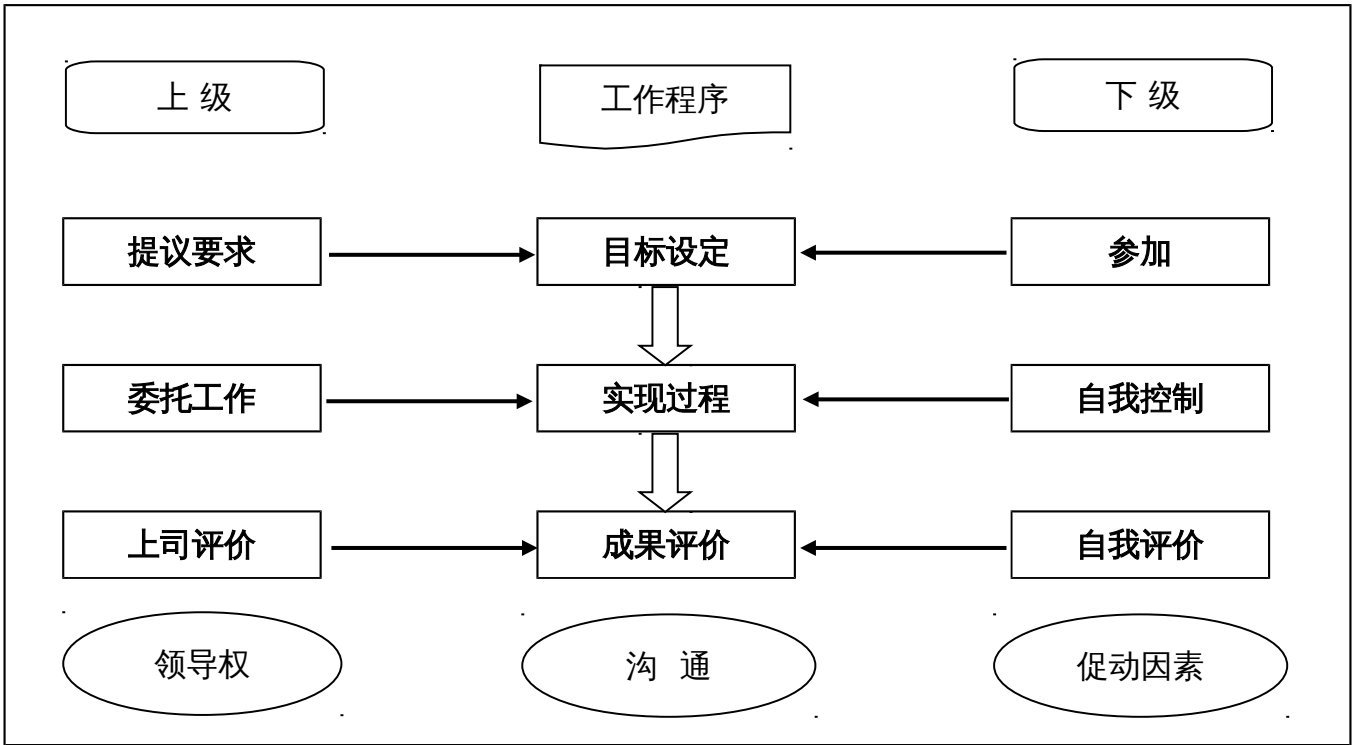 上 级
工作程序
下 级
提议要求
目标设定
参加
委托工作
实现过程
自我控制
上司评价
成果评价
自我评价
领导权
沟 通
促动因素